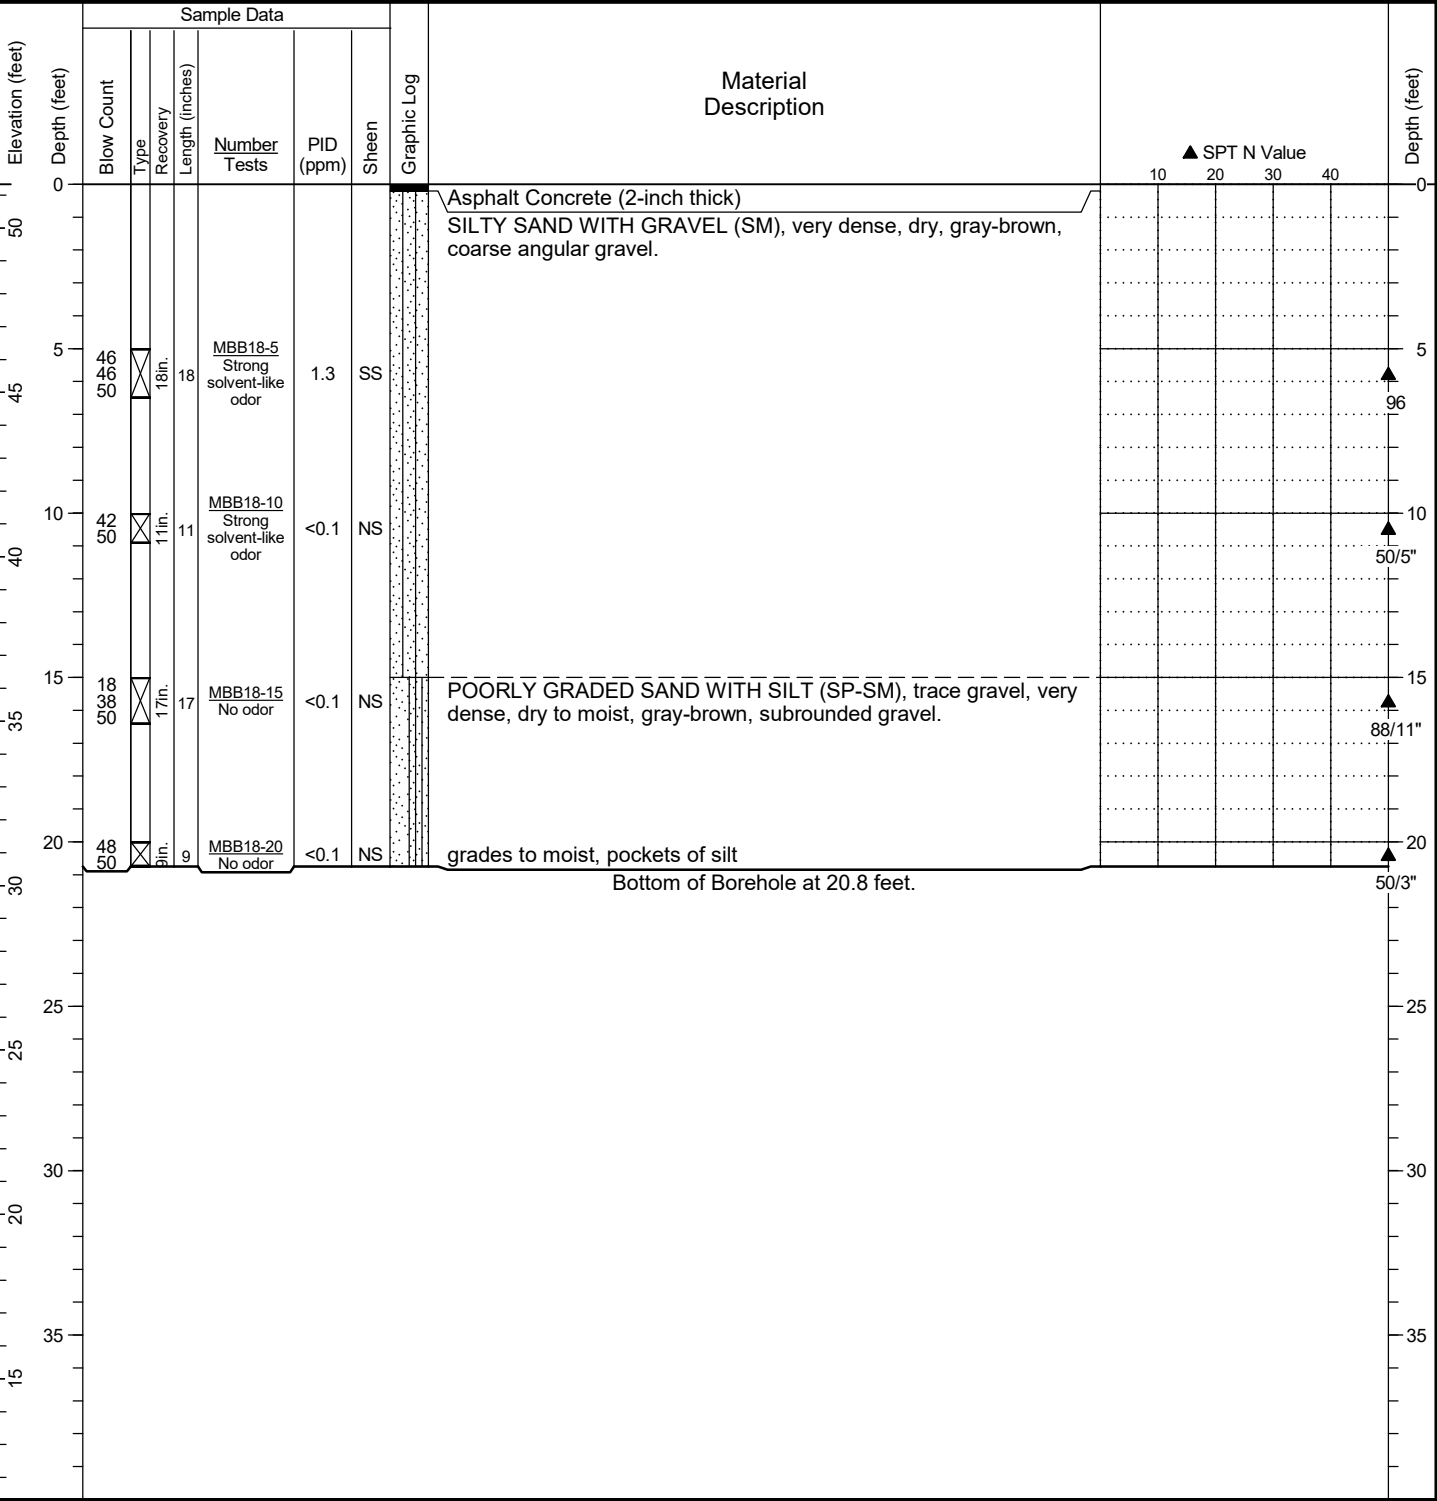 Sample Data
Elevation (feet)
Depth (feet)
Blow Count
Type
Recovery
Length (inches)
Number
Tests
PID
(ppm)
Sheen
Graphic Log
Material
Description
▲ SPT N Value
10 20 30 40
Depth (feet)
0 0
Asphalt Concrete (2-inch thick)
50
SILTY SAND WITH GRAVEL (SM), very dense, dry, gray-brown,
coarse angular gravel.
5 5
46
46
50
18in.
18
MBB18-5
Strong
solvent-like
odor
1.3
SS
96
45
10 10
42
50
11in.
11
MBB18-10
Strong
solvent-like
odor
<0.1
NS
50/5"
40
15 15
18
38
50
17in.
17
MBB18-15
No odor
<0.1
NS
POORLY GRADED SAND WITH SILT (SP-SM), trace gravel, very
dense, dry to moist, gray-brown, subrounded gravel.
88/11"
35
20 20
48
50
9in.
9
MBB18-20
No odor
<0.1
NS
grades to moist, pockets of silt
Bottom of Borehole at 20.8 feet.
50/3"
30
25 25
25
30 30
20
35 35
15